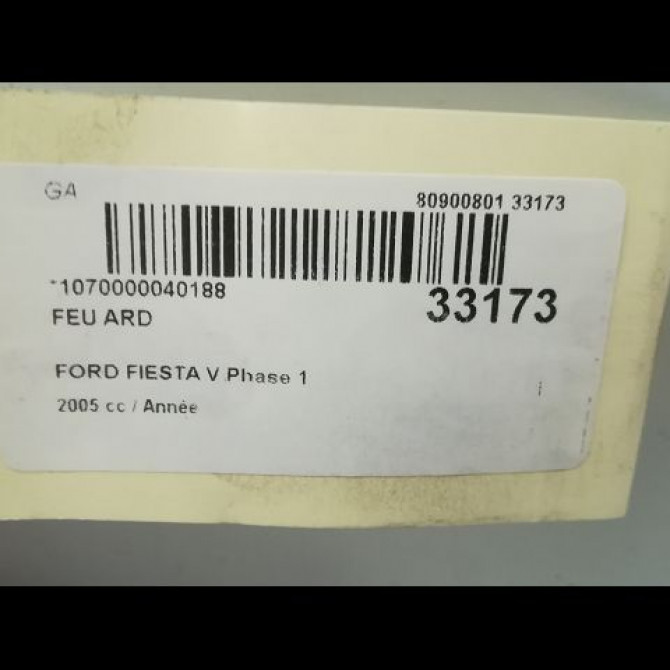 GA
80900801 33173
*1070000040188
33173
FEU ARD
FORD FIESTA V Phase 1
2005 cc / Année